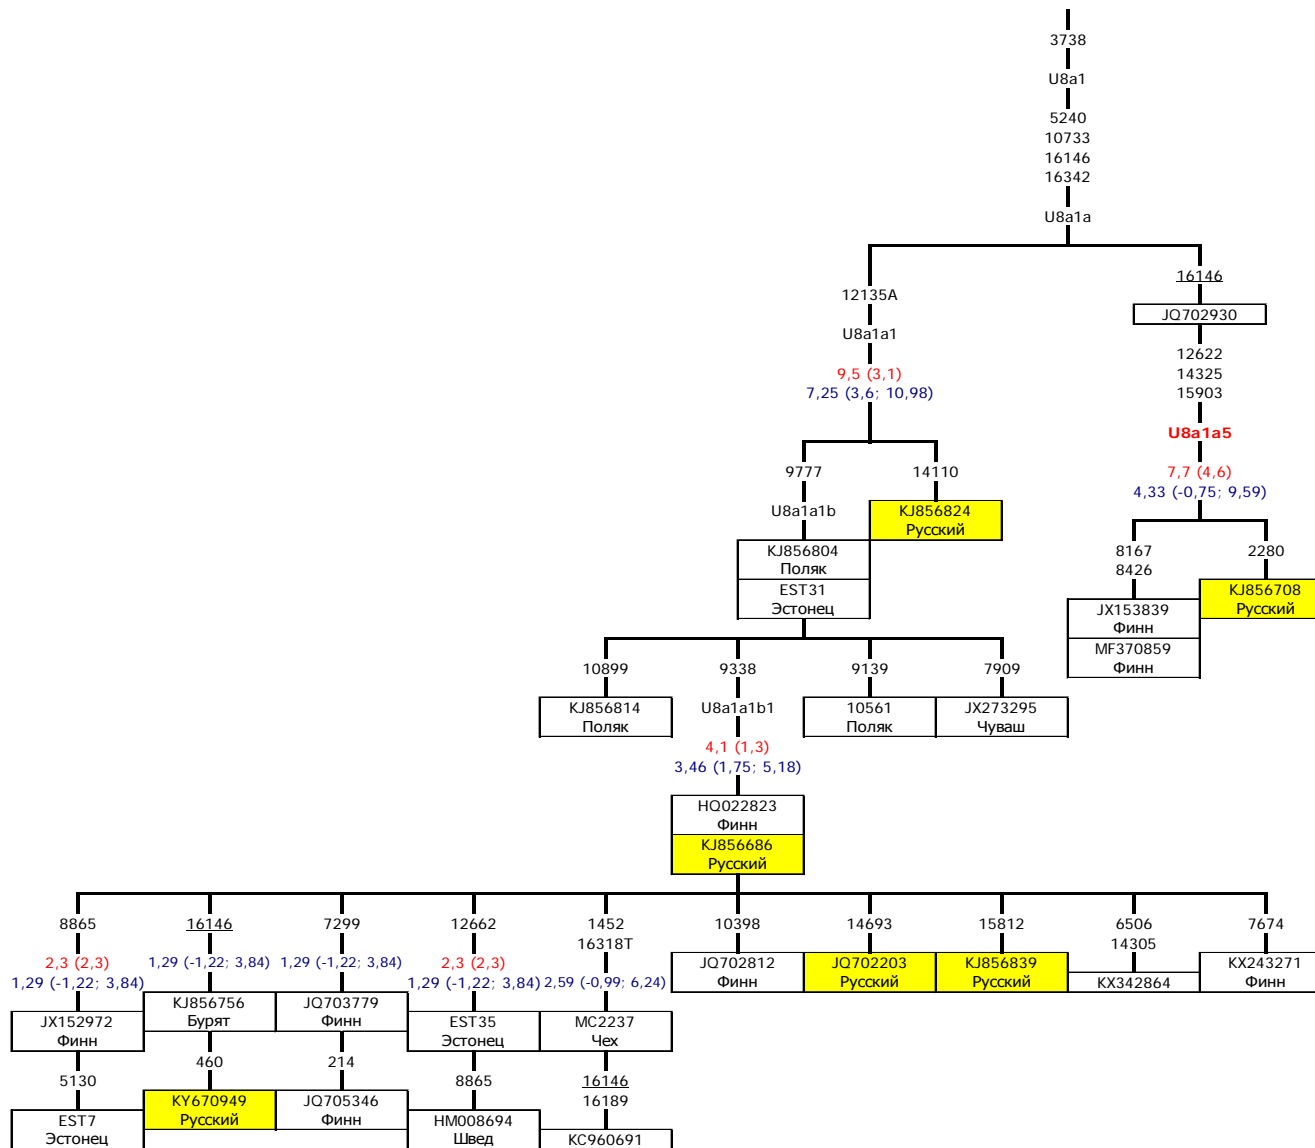 3738
U8a1
5240
10733
16146
16342
U8a1a
12135A
U8a1a1
9,5 (3,1)
7,25 (3,6; 10,98)
16146
JQ702930
12622
14325
15903
U8a1a5
7,7 (4,6)
4,33 (-0,75; 9,59)
9777
U8a1a1b
14110
KJ856824
Русский
KJ856804
Поляк
EST31
Эстонец
8167
8426
JX153839
Финн
MF370859
Финн
2280
KJ856708
Русский
10899
KJ856814
Поляк
9338
U8a1a1b1
4,1 (1,3)
3,46 (1,75; 5,18)
9139
10561
Поляк
7909
JX273295
Чуваш
HQ022823
Финн
KJ856686
Русский
8865
2,3 (2,3)
1,29 (-1,22; 3,84)
JX152972
Финн
5130
EST7
Эстонец
16146
1,29 (-1,22; 3,84)
KJ856756
Бурят
460
KY670949
Русский
7299
1,29 (-1,22; 3,84)
JQ703779
Финн
214
JQ705346
Финн
12662
2,3 (2,3)
1,29 (-1,22; 3,84)
EST35
Эстонец
8865
HM008694
Швед
1452
16318T
2,59 (-0,99; 6,24)
MC2237
Чех
16146
16189
KC960691
10398
JQ702812
Финн
14693
JQ702203
Русский
15812
KJ856839
Русский
6506
14305
KX342864
7674
KX243271
Финн